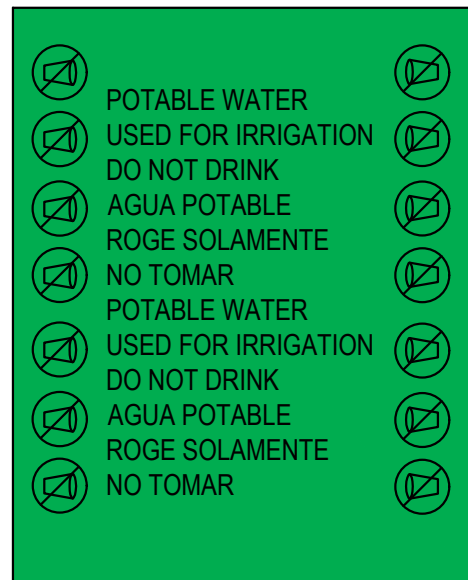 POTABLE WATER
USED FOR IRRIGATION
DO NOT DRINK
AGUA POTABLE
ROGE SOLAMENTE
NO TOMAR
POTABLE WATER
USED FOR IRRIGATION
DO NOT DRINK
AGUA POTABLE
ROGE SOLAMENTE
NO TOMAR